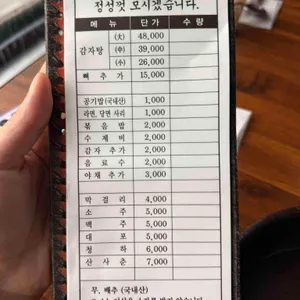 정성껏 모시겠습니다.
메 뉴 단 가 수 량
감자탕 (大) 48,000
(中) 39,000
(小) 26,000
뼈 추 가 15,000
공기밥(국내산) 1,000
라면, 당면 사리 1,000
볶 음 밥 2,000
수 제 비 2,000
감자 추가 2,000
음 료 수 2,000
야채 추가 3,000
막 걸 리 4,000
소 주 5,000
맥 주 5,000
대 포 5,000
청 하 6,000
산 사 춘 7,000
무, 배추 (국내산)